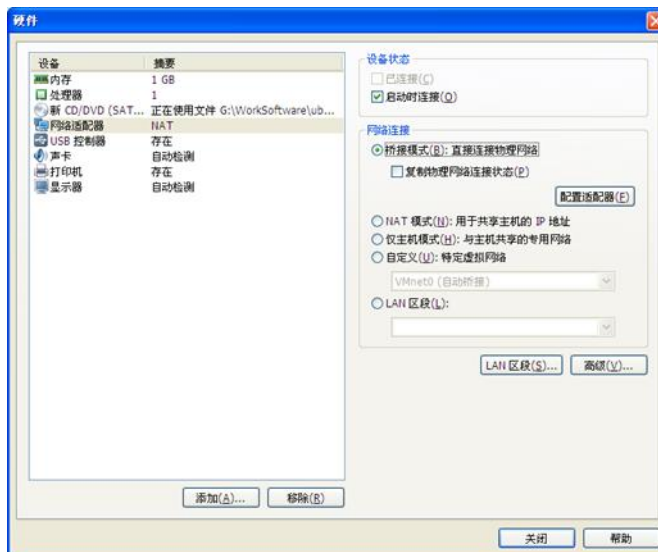 硬件
设备
摘要
内存
1 GB
处理器
1
新 CD/DVD (SAT...
正在使用文件 G:\WorkSoftware\ub...
网络适配器
NAT
USB 控制器
存在
声卡
自动检测
打印机
存在
显示器
自动检测
添加(A)...
移除(R)
设备状态
已连接(C)
启动时连接(O)
网络连接
桥接模式(B): 直接连接物理网络
复制物理网络连接状态(P)
配置适配器(E)
NAT 模式(N): 用于共享主机的 IP 地址
仅主机模式(H): 与主机共享的专用网络
自定义(U): 特定虚拟网络
VMnet0 (自动桥接)
LAN 区段(L):
LAN 区段(S)...
高级(V)...
关闭
帮助